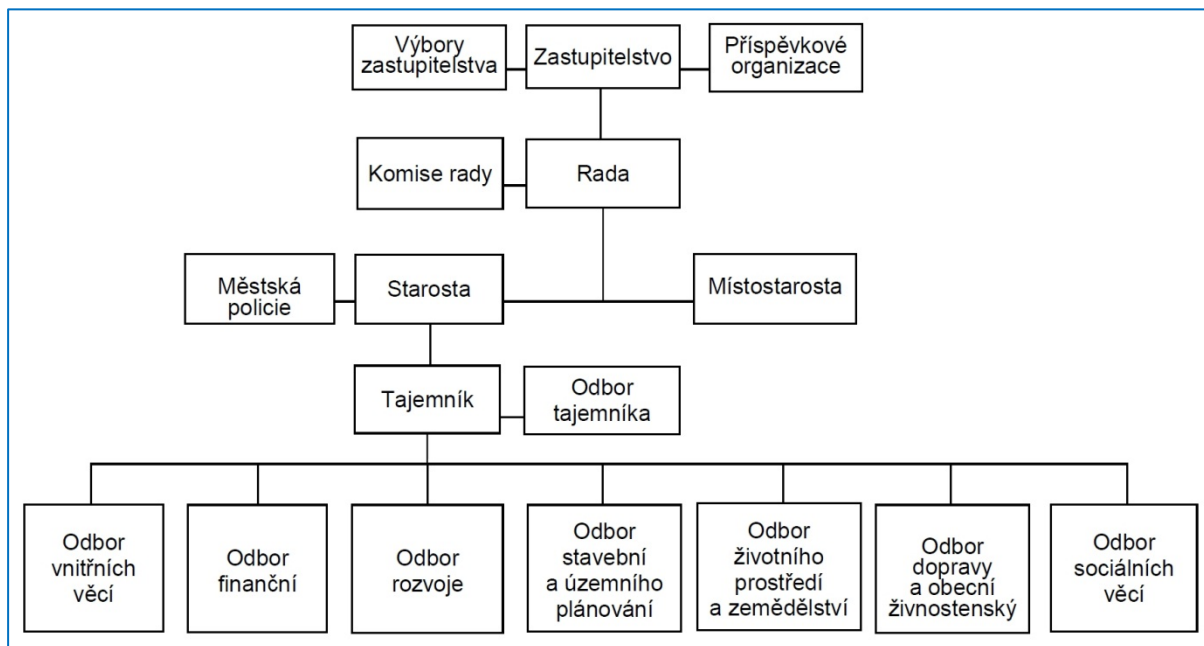 Výbory
zastupitelstva
Zastupitelstvo
Příspěvkové
organizace
Komise rady
Rada
Městská
policie
Starosta
Místostarosta
Tajemník
Odbor
tajemníka
Odbor
vnitřních
věcí
Odbor
finanční
Odbor
rozvoje
Odbor
stavební
a územního
plánování
Odbor
životního
prostředí
a zemědělství
Odbor
dopravy
a obecní
živnostenský
Odbor
sociálních
věcí